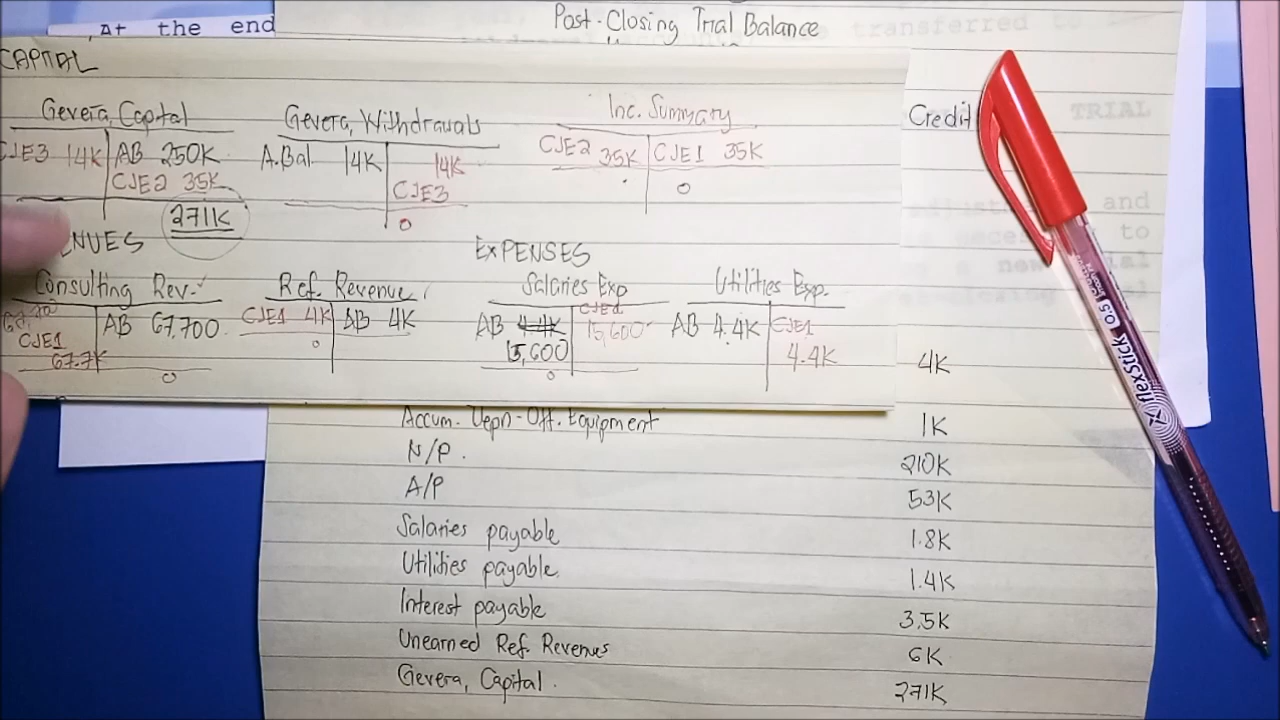 At the end
Post-Closing Trial Balance
transferred to
CAPITAL
Gevera, Capital
Gevera, Withdrawals
Inc. Summary
Credit
TRIAL
CJE3 14K AB 250K
A.Bal 14K 14K
CJE2 35K CJE1 35K
CJE2 35K
CJE3
0
271K
0
and
to
ENUES
EXPENSES
a new
Consulting Rev.
Ref. Revenue
Salaries Exp
Utilities Exp.
AB 67,700
CJE1 4K AB 4K
AB 4.4K
15,600
AB 4.4K CJE1
CJE1
0
15,600
4.4K
67.7K
0
0
4K
Accum. Depn-Off. Equipment 1K
N/P. 210K
A/P 53K
Salaries payable 1.8K
Utilities payable 1.4K
Interest payable 3.5K
Unearned Ref. Revenues 6K
Gevera, Capital. 271K
FlexStick 0.5